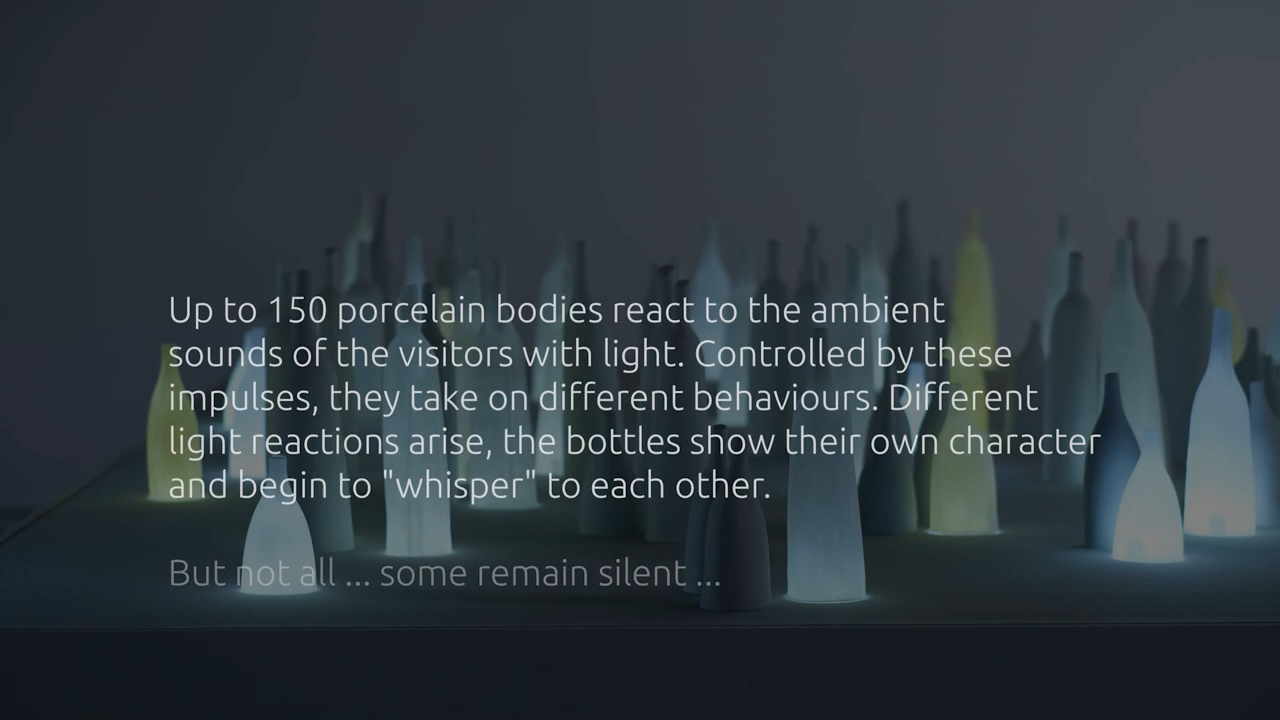 Up to 150 porcelain bodies react to the ambient
sounds of the visitors with light. Controlled by these
impulses, they take on different behaviours. Different
light reactions arise, the bottles show their own character
and begin to "whisper" to each other.
But not all ... some remain silent ...